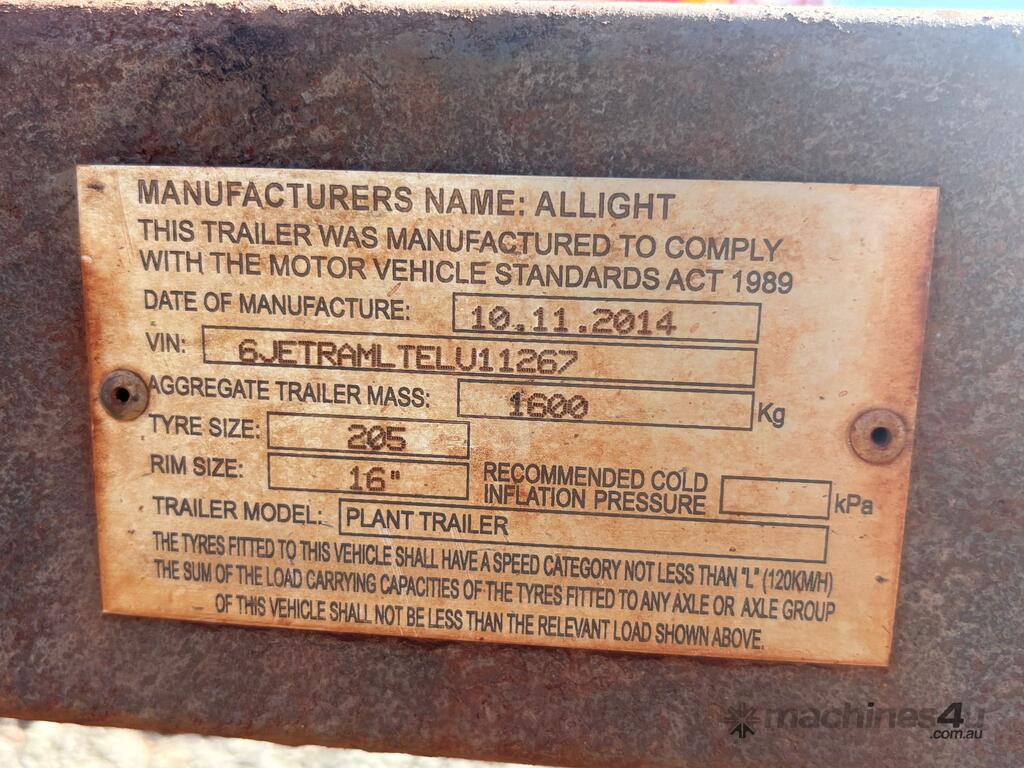 MANUFACTURERS NAME: ALLIGHT
THIS TRAILER WAS MANUFACTURED TO COMPLY
WITH THE MOTOR VEHICLE STANDARDS ACT 1989
DATE OF MANUFACTURE: 10.11.2014
VIN: 6JETRAMLTELU11267
AGGREGATE TRAILER MASS: 1600 Kg
TYRE SIZE: 205
RIM SIZE: 16"
RECOMMENDED COLD
INFLATION PRESSURE kPa
TRAILER MODEL: PLANT TRAILER
THE TYRES FITTED TO THIS VEHICLE SHALL HAVE A SPEED CATEGORY NOT LESS THAN "L" (120KM/H)
THE SUM OF THE LOAD CARRYING CAPACITIES OF THE TYRES FITTED TO ANY AXLE OR AXLE GROUP
OF THIS VEHICLE SHALL NOT BE LESS THAN THE RELEVANT LOAD SHOWN ABOVE.
machines4u
.com.au